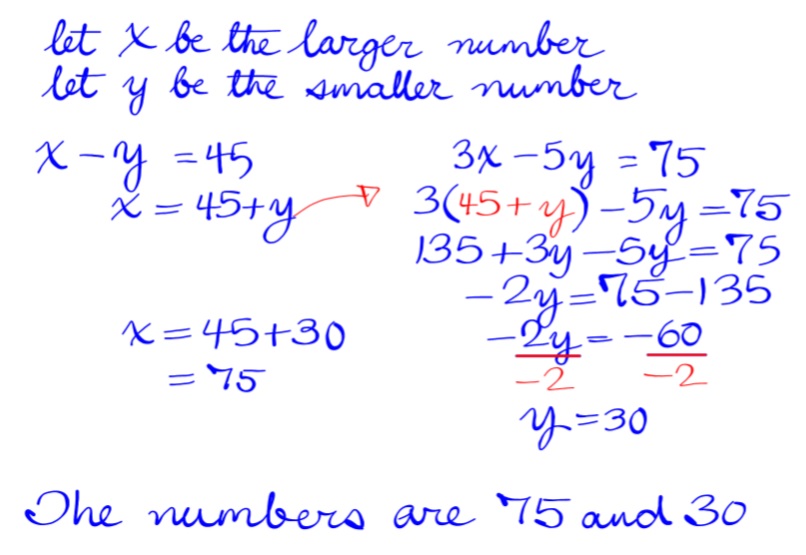 let x be the larger number
let y be the smaller number
x - y = 45
x = 45+y
x = 45+30
= 75
3x - 5y = 75
3(45+y) - 5y = 75
135+3y-5y=75
-2y=75-135
-2y = -60
-2 -2
y=30
The numbers are 75 and 30